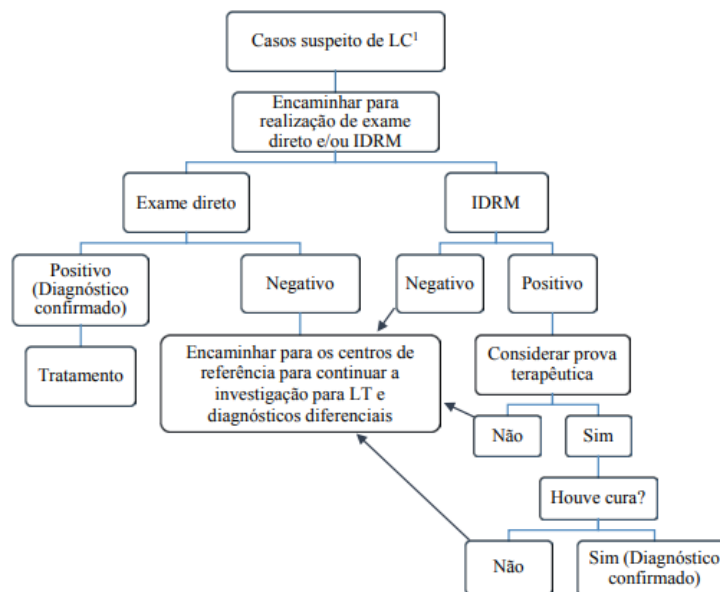 Casos suspeito de LC¹
Encaminhar para
realização de exame
direto e/ou IDRM
Exame direto
IDRM
Positivo
(Diagnóstico
confirmado)
Negativo
Negativo
Positivo
Tratamento
Encaminhar para os centros de
referência para continuar a
investigação para LT e
diagnósticos diferenciais
Considerar prova
terapêutica
Não
Sim
Houve cura?
Não
Sim (Diagnóstico
confirmado)